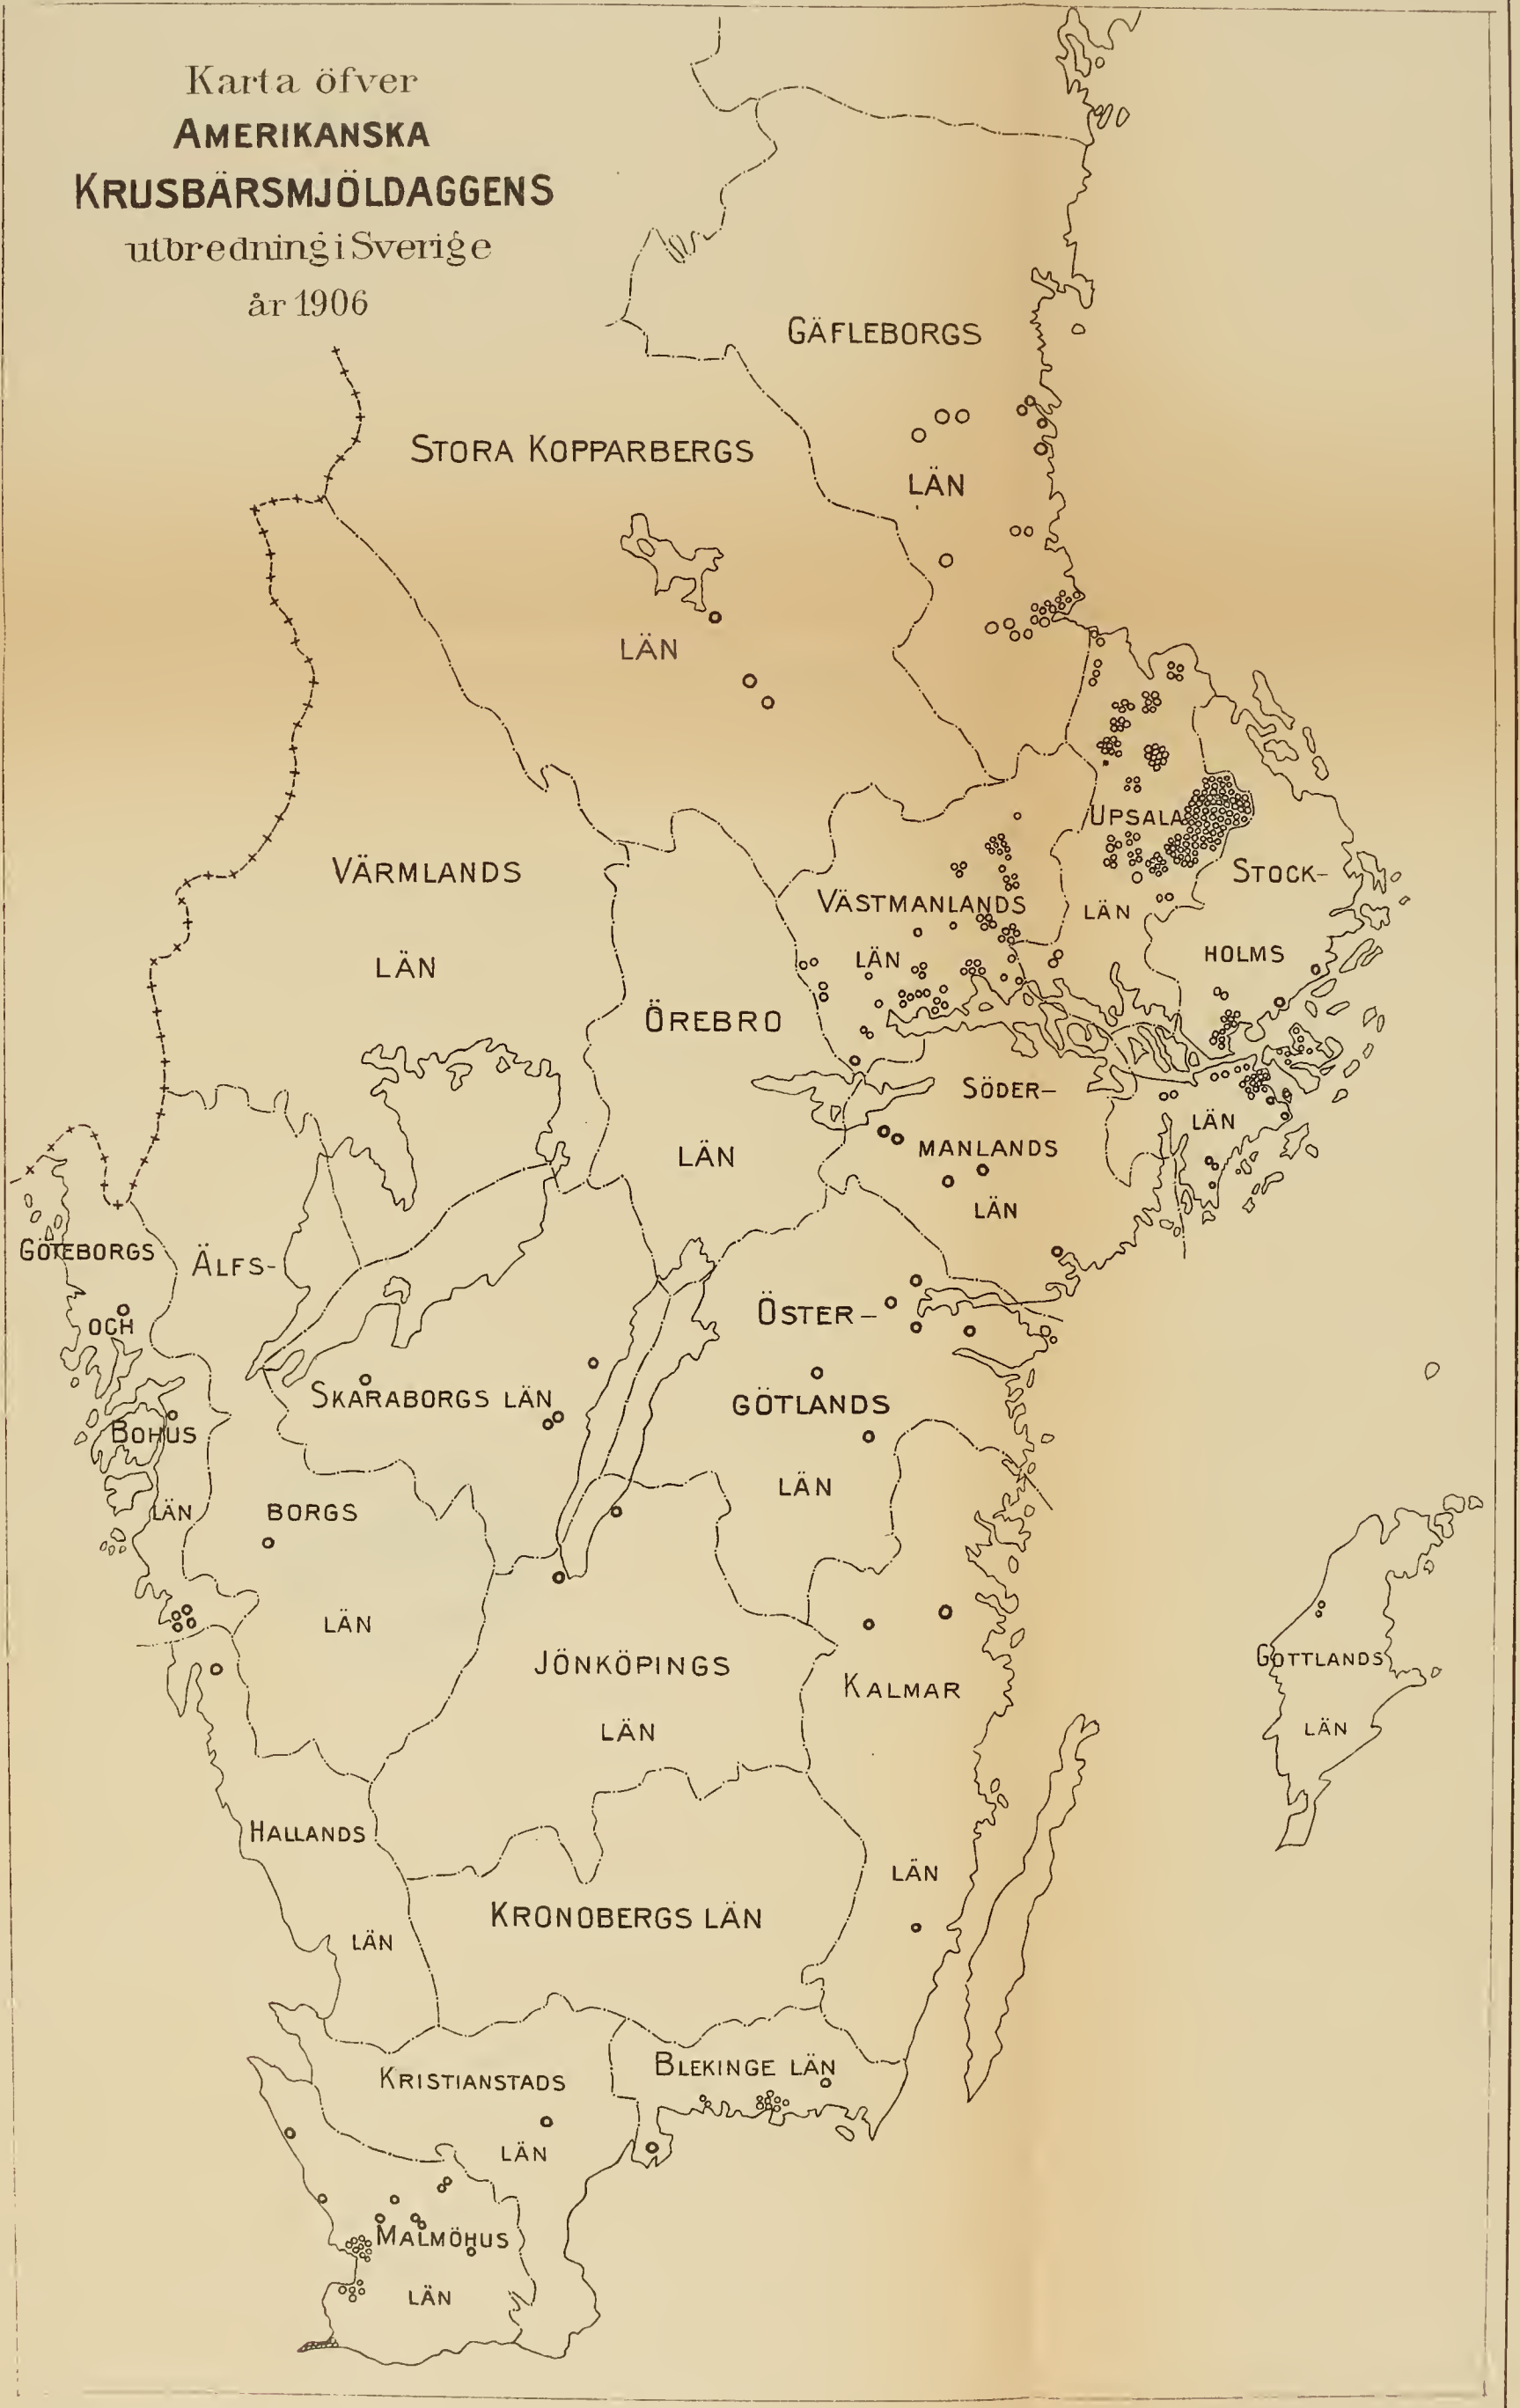 Karta öfver
AMERIKANSKA
KRUSBÄRSMJÖLDAGGENS
utbredning i Sverige
år 1906
GÄFLEBORGS
LÄN
STORA KOPPARBERGS
LÄN
UPSALA
LÄN
STOCK-
HOLMS
LÄN
VÄRMLANDS
LÄN
VÄSTMANLANDS
LÄN
ÖREBRO
LÄN
SÖDER-
MANLANDS
LÄN
GÖTEBORGS
OCH
BOHUS
LÄN
ÄLFS-
BORGS
LÄN
SKARABORGS LÄN
ÖSTER-
GÖTLANDS
LÄN
JÖNKÖPINGS
LÄN
KALMAR
LÄN
GOTTLANDS
LÄN
HALLANDS
LÄN
KRONOBERGS LÄN
KRISTIANSTADS
LÄN
BLEKINGE LÄN
MALMÖHUS
LÄN